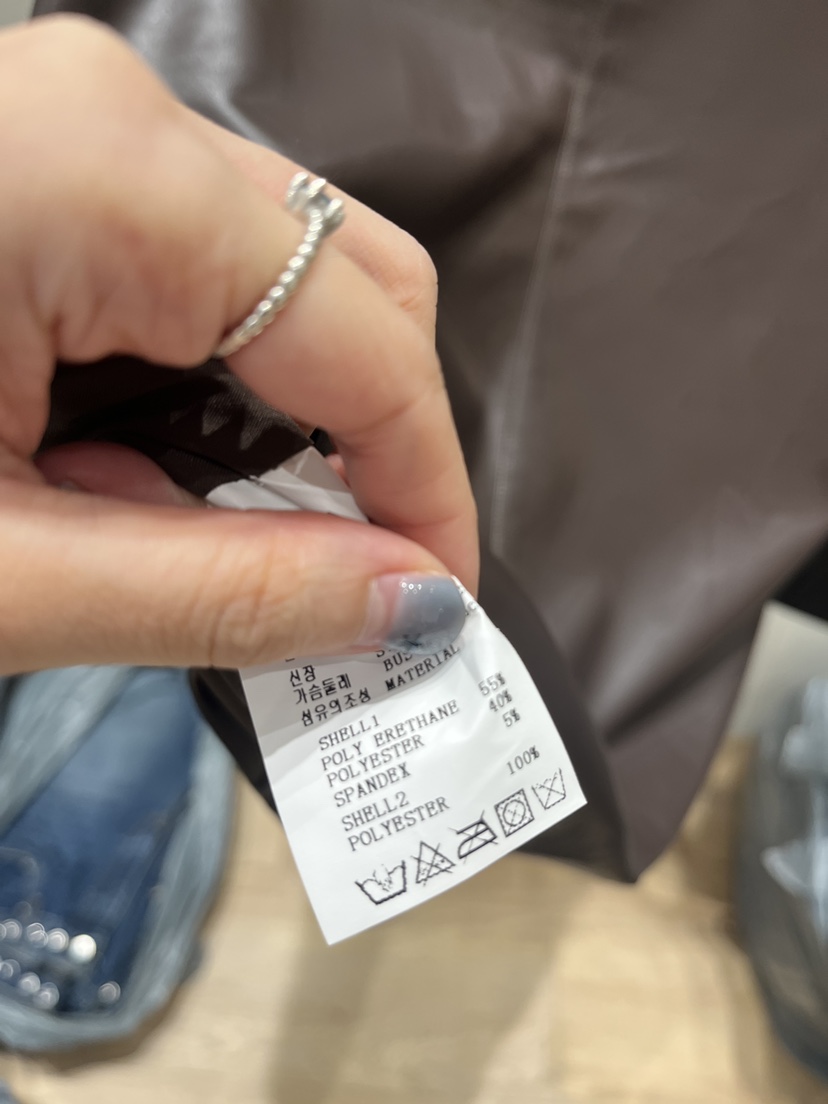 신장
가슴둘레 BUS
섬유의조성 MATERIAL
SHELL1
POLY ERETHANE 55%
POLYESTER 40%
SPANDEX 5%
SHELL2
POLYESTER 100%